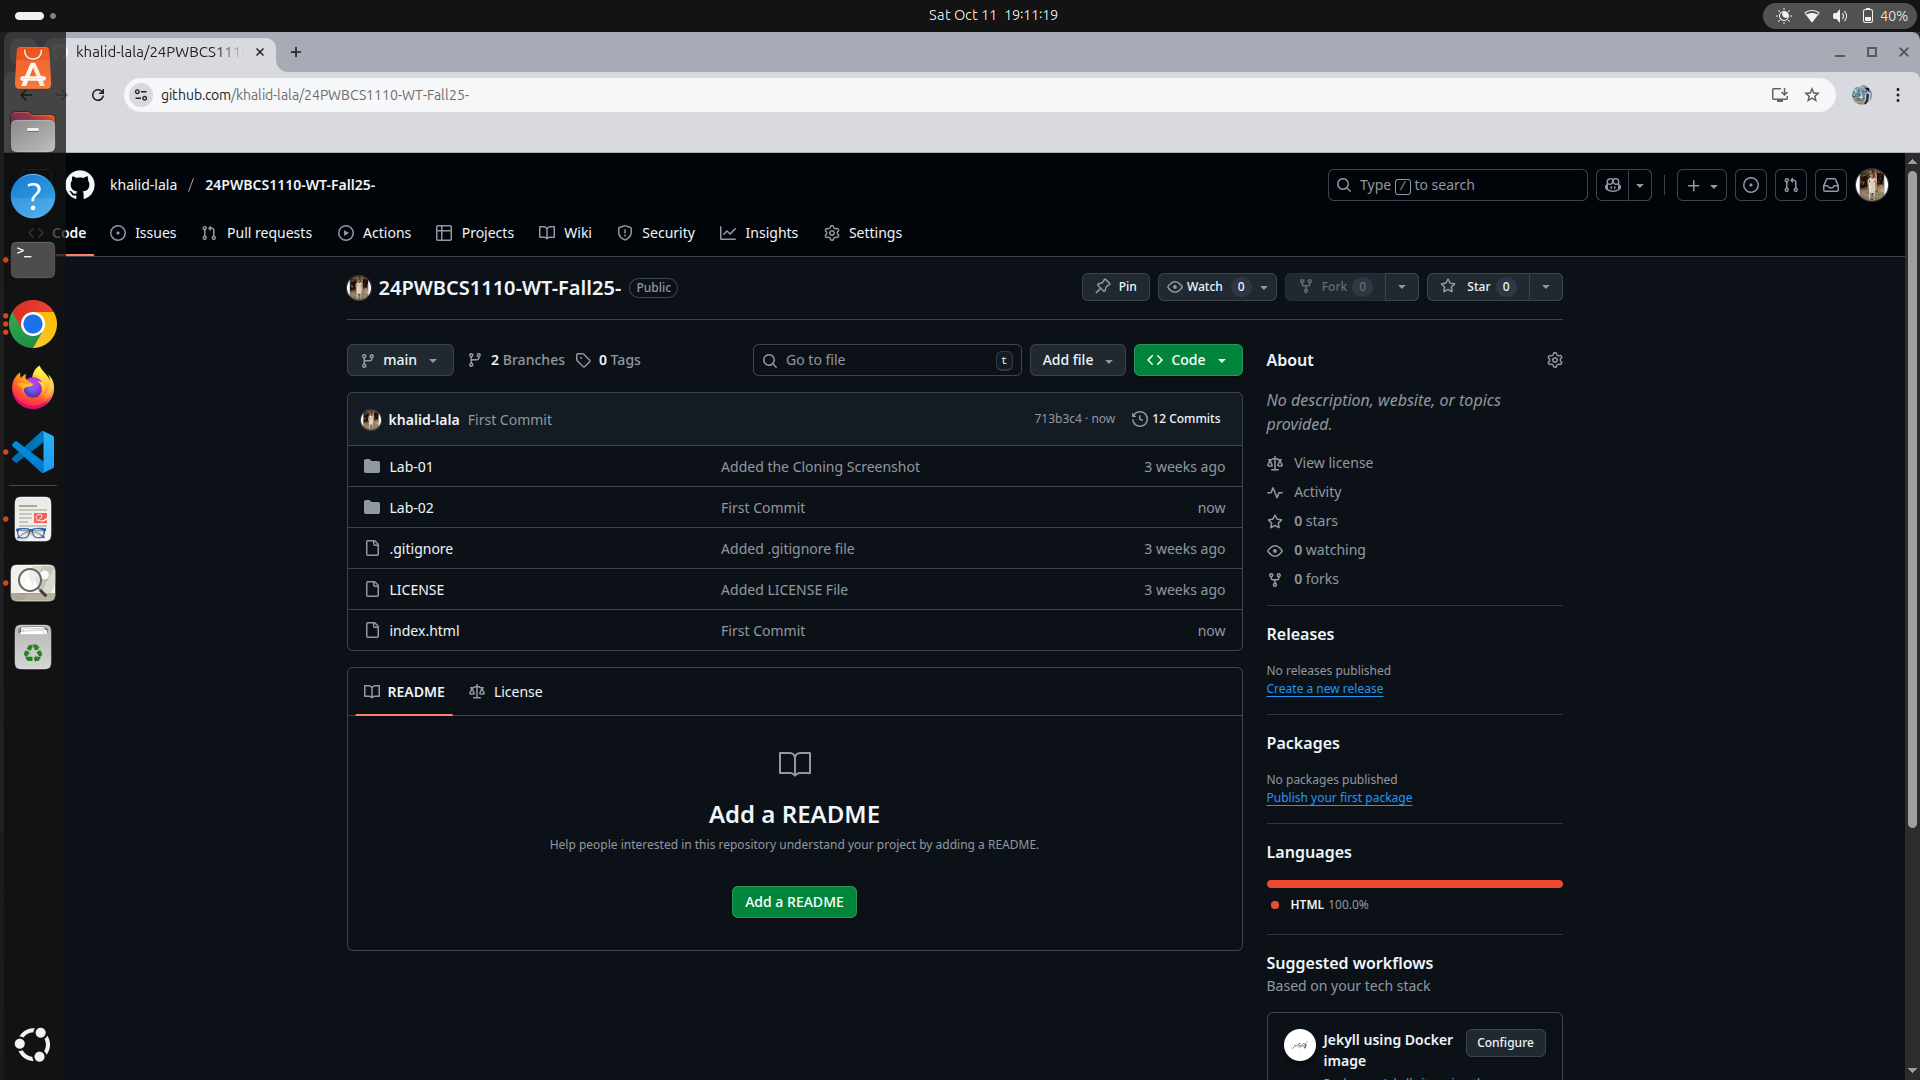 Sat Oct 11 19:11:19
40%
khalid-lala/24PWBCS111
github.com/khalid-lala/24PWBCS1110-WT-Fall25-
khalid-lala / 24PWBCS1110-WT-Fall25-
Type / to search
Code Issues Pull requests Actions Projects Wiki Security Insights Settings
24PWBCS1110-WT-Fall25- Public
Pin Watch 0 Fork 0 Star 0
main 2 Branches 0 Tags Go to file t Add file Code
khalid-lala First Commit 713b3c4 · now 12 Commits
Lab-01 Added the Cloning Screenshot 3 weeks ago
Lab-02 First Commit now
.gitignore Added .gitignore file 3 weeks ago
LICENSE Added LICENSE File 3 weeks ago
index.html First Commit now
README License
Add a README
Help people interested in this repository understand your project by adding a README.
Add a README
About
No description, website, or topics
provided.
View license
Activity
0 stars
0 watching
0 forks
Releases
No releases published
Create a new release
Packages
No packages published
Publish your first package
Languages
HTML 100.0%
Suggested workflows
Based on your tech stack
Jekyll using Docker
image
Configure